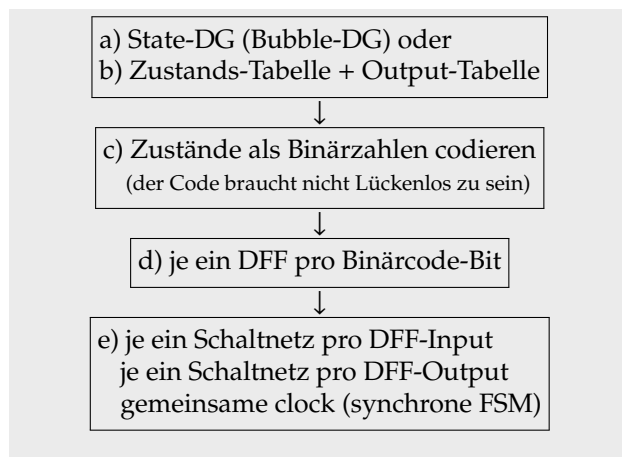 a) State-DG (Bubble-DG) oder
b) Zustands-Tabelle + Output-Tabelle
↓
c) Zustände als Binärzahlen codieren
(der Code braucht nicht Lückenlos zu sein)
↓
d) je ein DFF pro Binärcode-Bit
↓
e) je ein Schaltnetz pro DFF-Input
je ein Schaltnetz pro DFF-Output
gemeinsame clock (synchrone FSM)